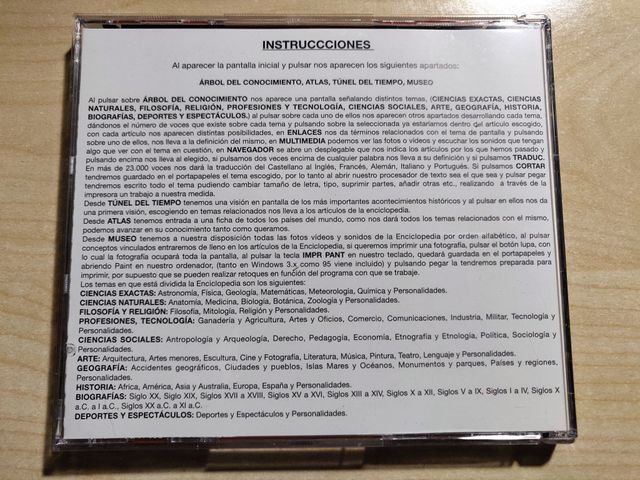 INSTRUCCCIONES
Al aparecer la pantalla inicial y pulsar nos aparecen los siguientes apartados:
ÁRBOL DEL CONOCIMIENTO, ATLAS, TÚNEL DEL TIEMPO, MUSEO
Al pulsar sobre ÁRBOL DEL CONOCIMIENTO nos aparece una pantalla señalando distintos temas, (CIENCIAS EXACTAS, CIENCIAS
NATURALES, FILOSOFÍA, RELIGIÓN, PROFESIONES Y TECNOLOGÍA, CIENCIAS SOCIALES, ARTE, GEOGRAFÍA, HISTORIA,
BIOGRAFÍAS, DEPORTES Y ESPECTÁCULOS.) al pulsar sobre cada uno de ellos nos aparecen otros apartados desarrollando cada tema,
dándonos el número de voces que existe sobre cada tema y pulsando sobre la seleccionada ya estaríamos dentro del artículo escogido,
con cada artículo nos aparecen distintas posibilidades, en ENLACES nos da términos relacionados con el tema de pantalla y pulsando
sobre uno de ellos, nos lleva a la definición del mismo, en MULTIMEDIA podemos ver las fotos o vídeos y escuchar los sonidos que tengan
algo que ver con el tema en cuestión, en NAVEGADOR se abre un desplegable que nos indica los artículos por los que hemos pasado y
pulsando encima nos lleva al elegido, si pulsamos dos veces encima de cualquier palabra nos lleva a su definición y si pulsamos TRADUC.
En más de 23.000 voces nos dará la traducción del Castellano al Inglés, Francés, Alemán, Italiano y Portugués. Si pulsamos CORTAR
tendremos guardado en el portapapeles el tema escogido, por lo tanto al abrir nuestro procesador de texto sea el que sea y pulsar pegar
tendremos escrito todo el tema pudiendo cambiar tamaño de letra, tipo, suprimir partes, añadir otras etc., realizando a través de la
impresora un trabajo a nuestra medida.
Desde TÚNEL DEL TIEMPO tenemos una visión en pantalla de los más importantes acontecimientos históricos y al pulsar en ellos nos da
una primera visión, escogiendo en temas relacionados nos lleva a los artículos de la enciclopedia.
Desde ATLAS tenemos entrada a una ficha de todos los países del mundo, como nos dará todos los temas relacionados con el mismo,
podemos avanzar en su conocimiento tanto como queramos.
Desde MUSEO tenemos a nuestra disposición todas las fotos vídeos y sonidos de la Enciclopedia por orden alfabético, al pulsar
conceptos vinculados entraremos de lleno en los artículos de la Enciclopedia, si queremos imprimir una fotografía, pulsar el botón lupa, con
lo cual la fotografía ocupará toda la pantalla, al pulsar la tecla IMPR PANT en nuestro teclado, quedará guardada en el portapapeles y
abriendo Paint en nuestro ordenador, (tanto en Windows 3.x como 95 viene incluido) y pulsando pegar la tendremos preparada para
imprimir, por supuesto que se pueden realizar retoques en función del programa con que se trabaje.
Los temas en que está dividida la Enciclopedia son los siguientes:
CIENCIAS EXACTAS: Astronomía, Física, Geología, Matemáticas, Meteorología, Química y Personalidades.
CIENCIAS NATURALES: Anatomía, Medicina, Biología, Botánica, Zoología y Personalidades.
FILOSOFÍA Y RELIGIÓN: Filosofía, Mitología, Religión y Personalidades.
PROFESIONES, TECNOLOGÍA: Ganadería y Agricultura, Artes y Oficios, Comercio, Comunicaciones, Industria, Militar, Tecnología y
Personalidades.
CIENCIAS SOCIALES: Antropología y Arqueología, Derecho, Pedagogía, Economía, Etnografía y Etnología, Política, Sociología y
Personalidades.
ARTE: Arquitectura, Artes menores, Escultura, Cine y Fotografía, Literatura, Música, Pintura, Teatro, Lenguaje y Personalidades.
GEOGRAFÍA: Accidentes geográficos, Ciudades y pueblos, Islas Mares y Océanos, Monumentos y parques, Países y regiones,
Personalidades.
HISTORIA: África, América, Asia y Australia, Europa, España y Personalidades.
BIOGRAFÍAS: Siglo XX, Siglo XIX, Siglos XVII a XVIII, Siglos XV a XVI, Siglos XIII a XIV, Siglos X a XII, Siglos V a IX, Siglos I a IV, Siglos X
a.C. a I a.C., Siglos XX a.C. a XI a.C.
DEPORTES Y ESPECTÁCULOS: Deportes y Espectáculos y Personalidades.